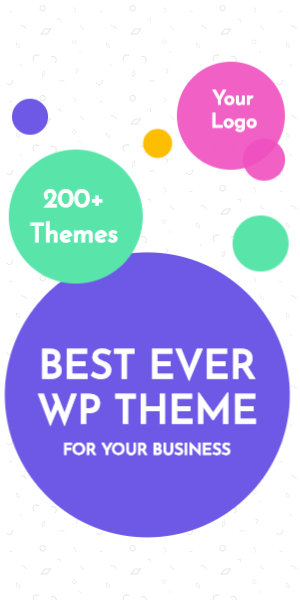 Your
Logo
200+
Themes
BEST EVER
WP THEME
FOR YOUR BUSINESS